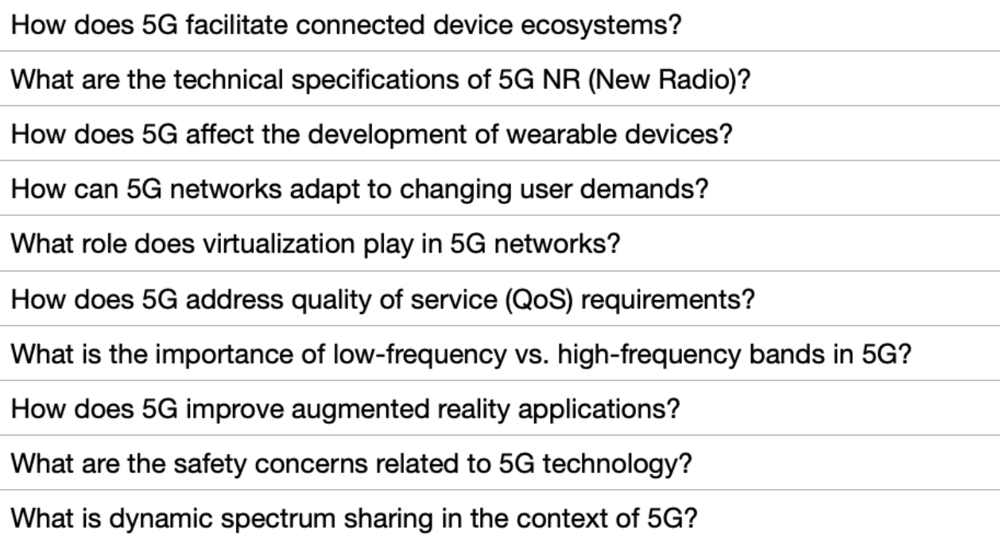 How does 5G facilitate connected device ecosystems?
What are the technical specifications of 5G NR (New Radio)?
How does 5G affect the development of wearable devices?
How can 5G networks adapt to changing user demands?
What role does virtualization play in 5G networks?
How does 5G address quality of service (QoS) requirements?
What is the importance of low-frequency vs. high-frequency bands in 5G?
How does 5G improve augmented reality applications?
What are the safety concerns related to 5G technology?
What is dynamic spectrum sharing in the context of 5G?